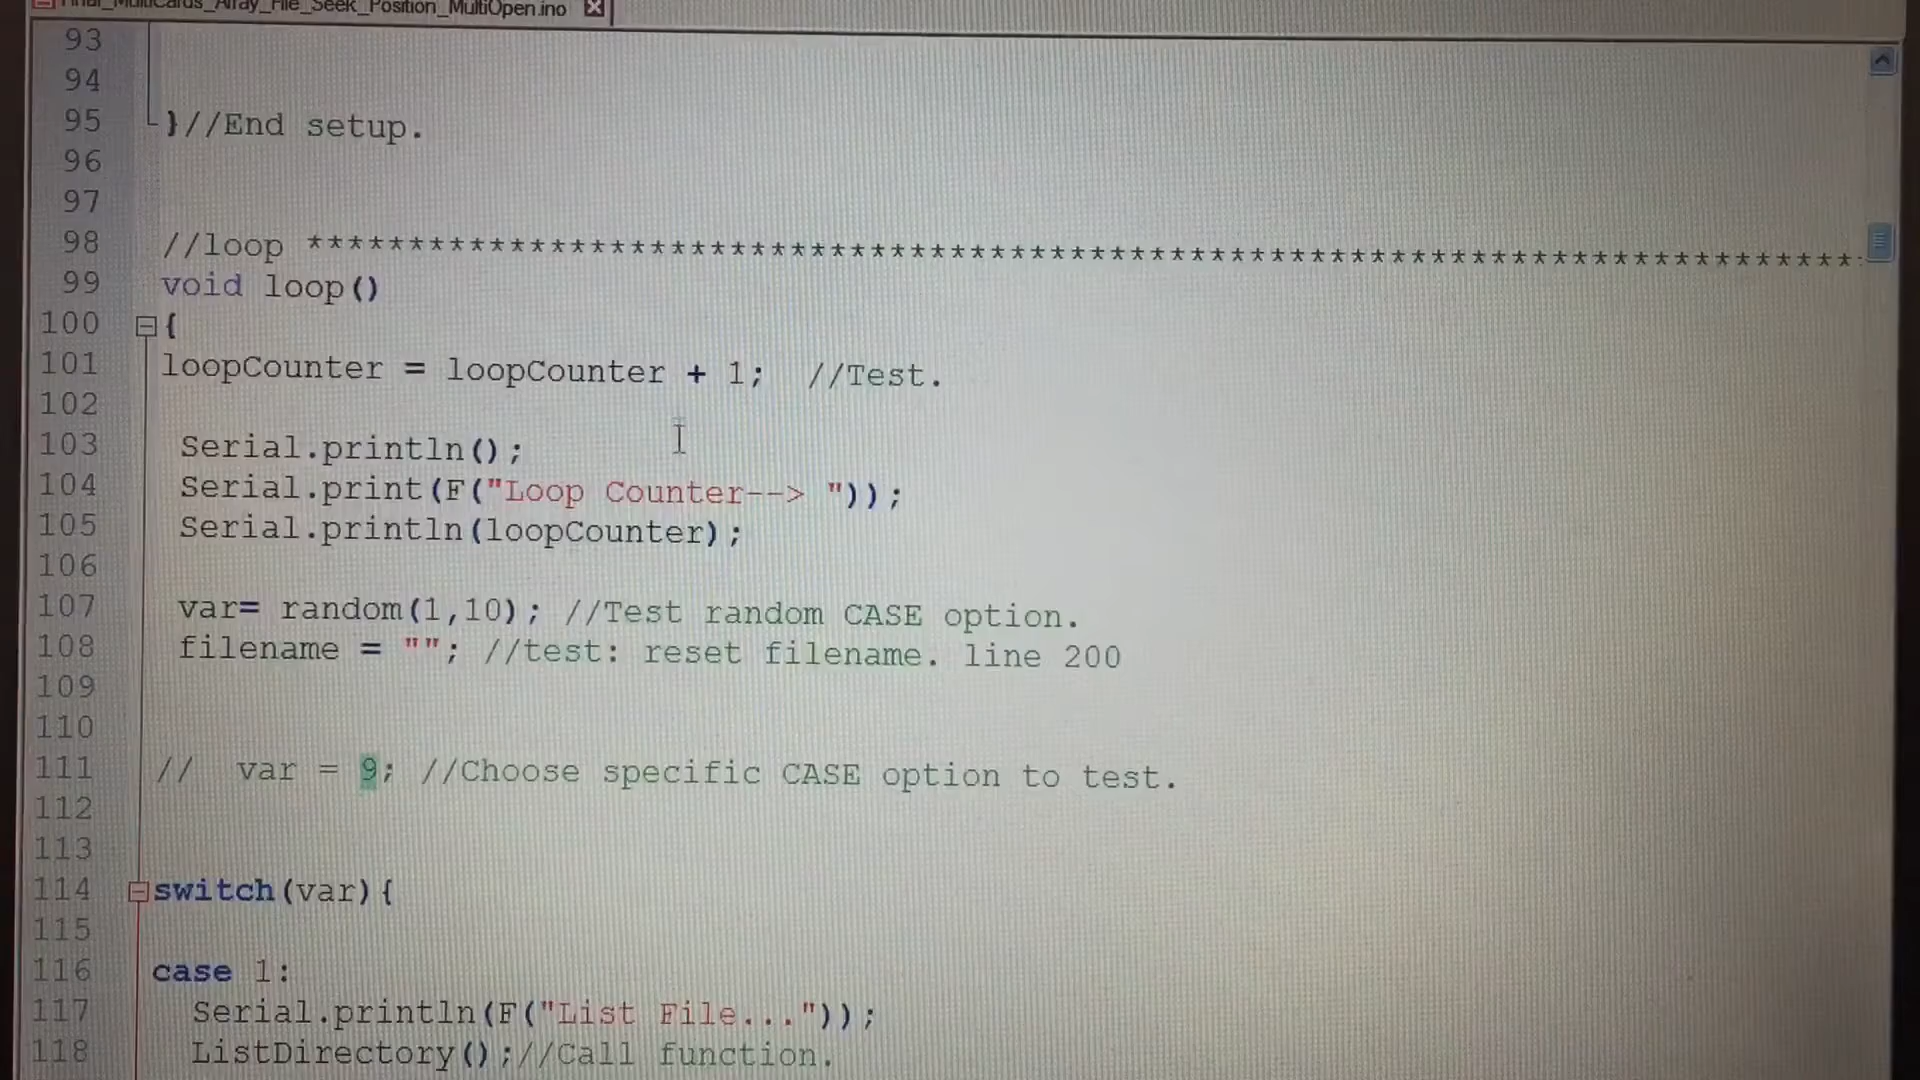 Final_MultiCards_Array_File_Seek_Position_MultiOpen.ino
93
94
95 }//End setup.
96
97
98 //loop *****************************************************************************
99 void loop()
100 {
101 loopCounter = loopCounter + 1; //Test.
102
103 Serial.println();
104 Serial.print(F("Loop Counter--> "));
105 Serial.println(loopCounter);
106
107 var= random(1,10); //Test random CASE option.
108 filename = ""; //test: reset filename. line 200
109
110
111 // var = 9; //Choose specific CASE option to test.
112
113
114 switch(var){
115
116 case 1:
117 Serial.println(F("List File..."));
118 ListDirectory();//Call function.